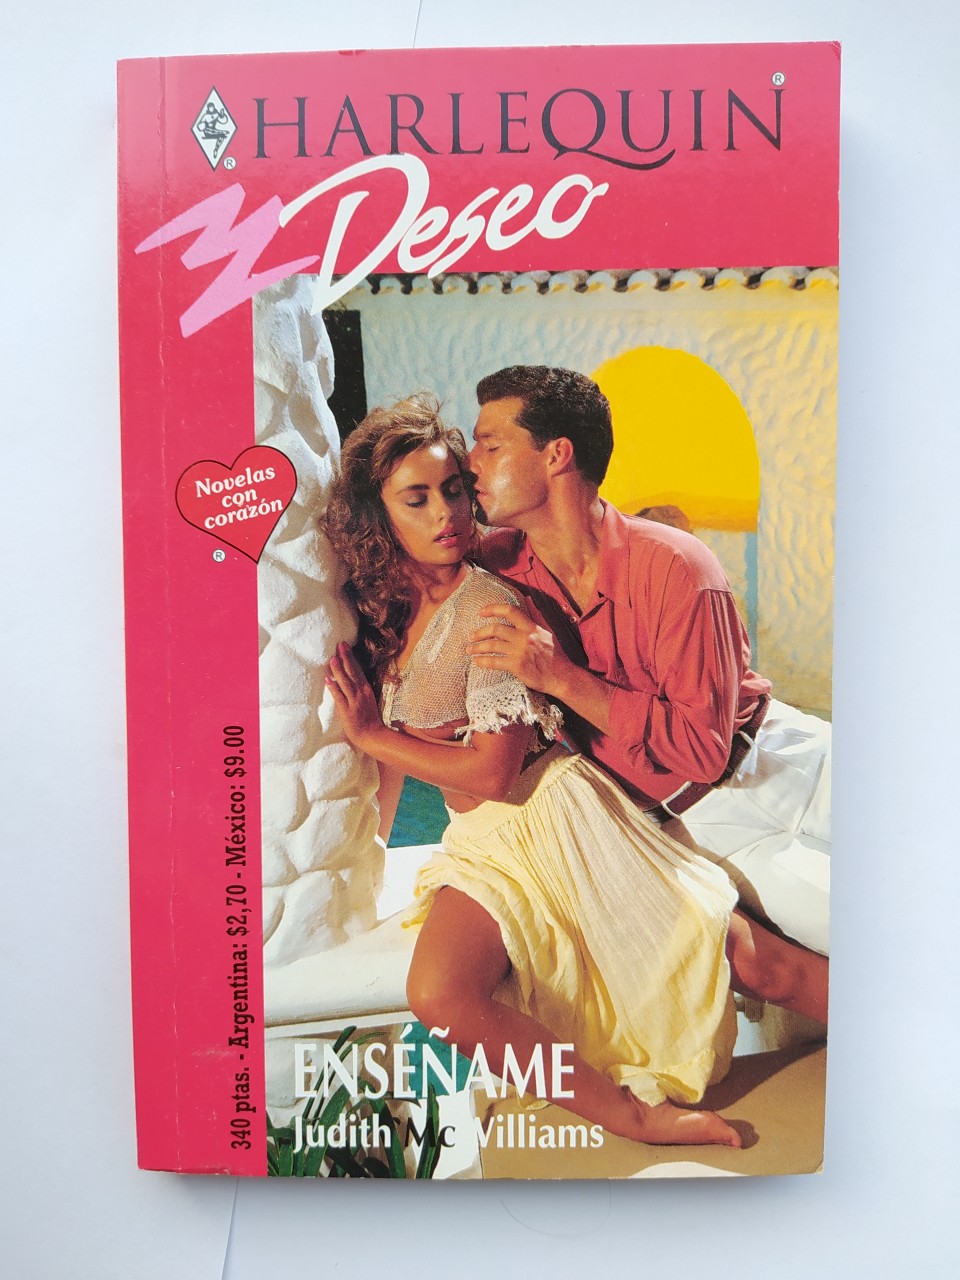 HARLEQUIN
Deseo
Novelas
con
corazón
340 ptas. - Argentina: $2,70 - México: $9.00
ENSÉÑAME
Judith McWilliams